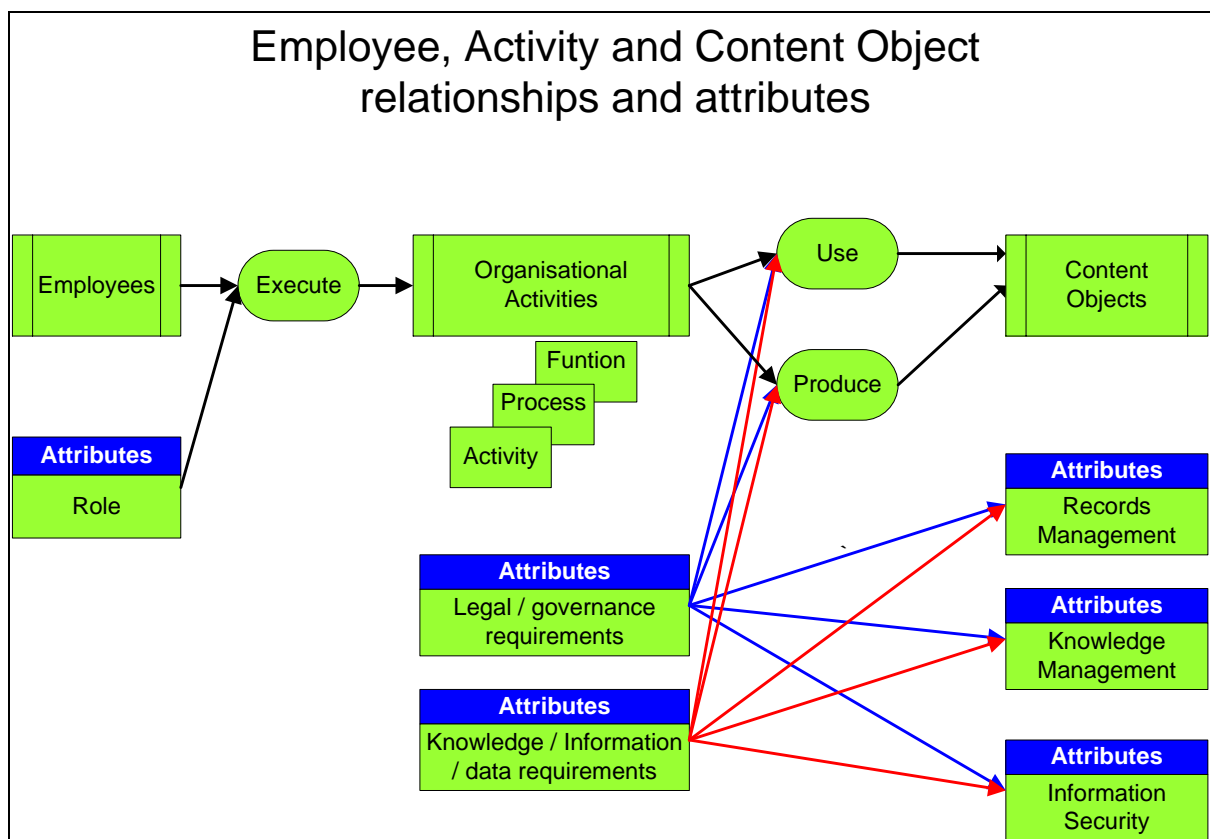 Employee, Activity and Content Object
relationships and attributes
Employees
Execute
Organisational
Activities
Use
Content
Objects
Produce
Funtion
Process
Activity
Attributes
Role
Attributes
Legal / governance
requirements
Attributes
Knowledge / Information
/ data requirements
`
Attributes
Records
Management
Attributes
Knowledge
Management
Attributes
Information
Security